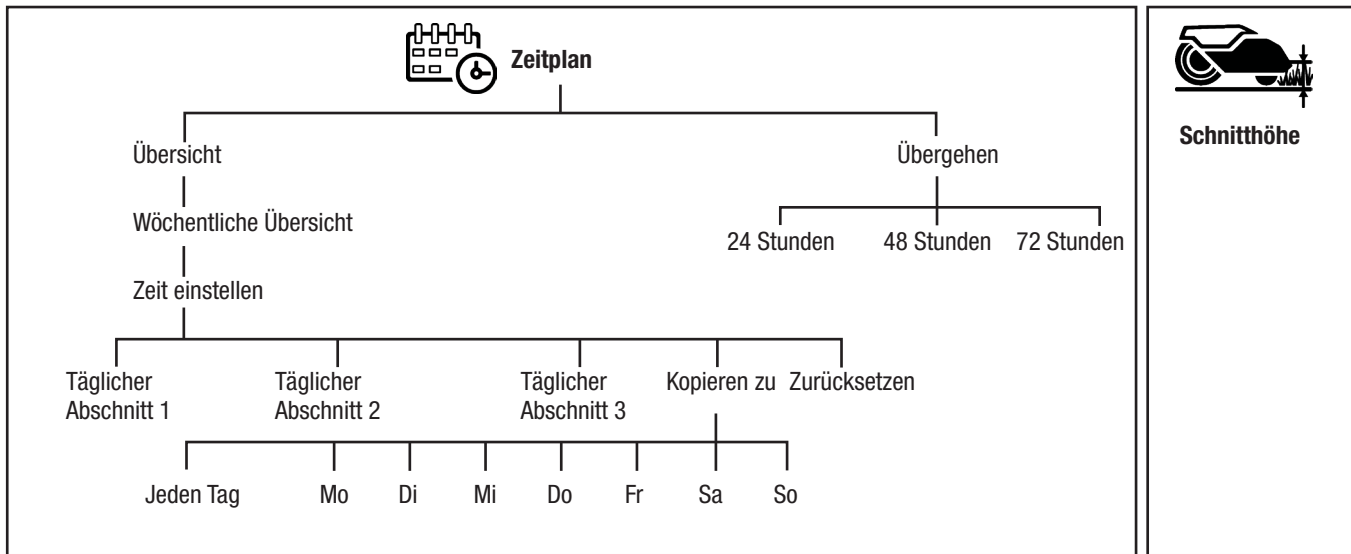 Zeitplan
Übersicht
Übergehen
Wöchentliche Übersicht
24 Stunden
48 Stunden
72 Stunden
Zeit einstellen
Täglicher
Abschnitt 1
Täglicher
Abschnitt 2
Täglicher
Abschnitt 3
Kopieren zu
Zurücksetzen
Jeden Tag
Mo
Di
Mi
Do
Fr
Sa
So
Schnitthöhe